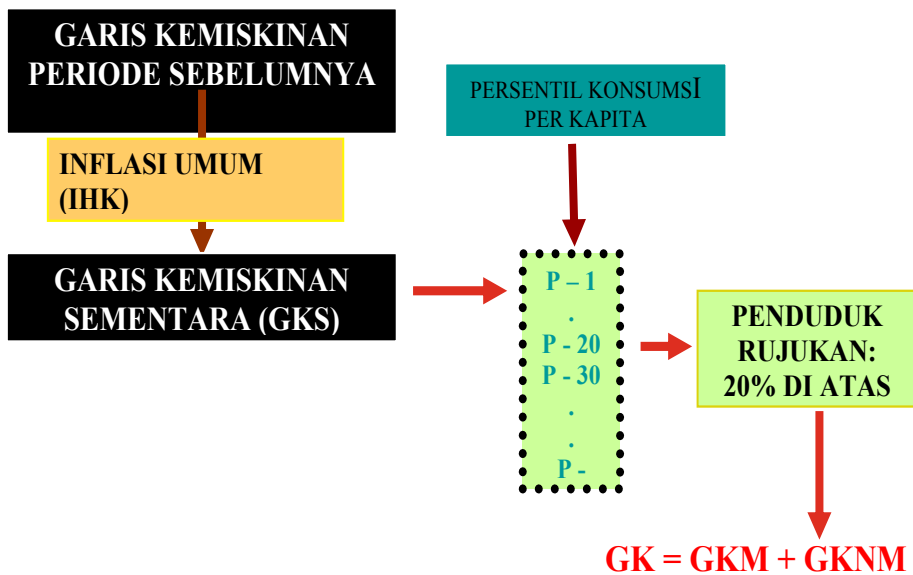 GARIS KEMISKINAN
PERIODE SEBELUMNYA
INFLASI UMUM
(IHK)
GARIS KEMISKINAN
SEMENTARA (GKS)
PERSENTIL KONSUMSI
PER KAPITA
P – 1
.
P - 20
P - 30
.
.
P -
PENDUDUK
RUJUKAN:
20% DI ATAS
GK = GKM + GKNM